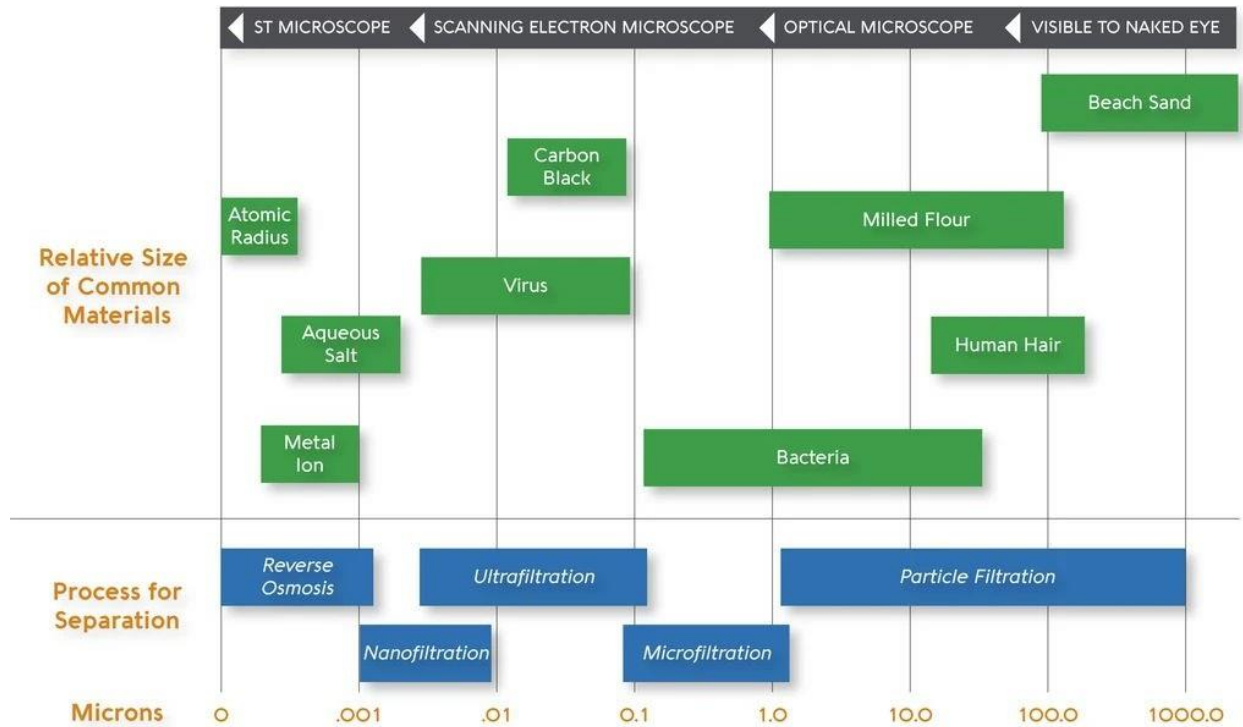 ST MICROSCOPE
SCANNING ELECTRON MICROSCOPE
OPTICAL MICROSCOPE
VISIBLE TO NAKED EYE
Beach Sand
Carbon
Black
Atomic
Radius
Milled Flour
Relative Size
of Common
Materials
Virus
Aqueous
Salt
Human Hair
Metal
Ion
Bacteria
Process for
Separation
Reverse
Osmosis
Ultrafiltration
Particle Filtration
Nanofiltration
Microfiltration
Microns
0
.001
.01
0.1
1.0
10.0
100.0
1000.0